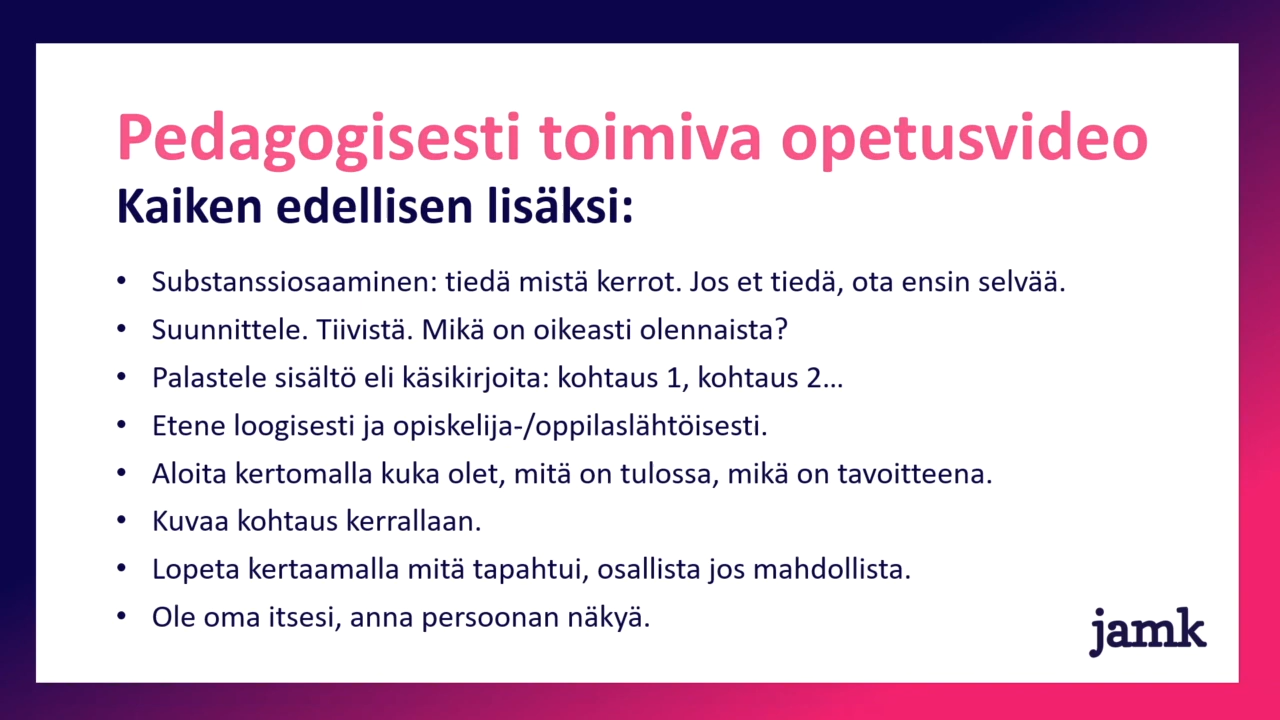 Pedagogisesti toimiva opetusvideo
Kaiken edellisen lisäksi:
• Substanssiosaaminen: tiedä mistä kerrot. Jos et tiedä, ota ensin selvää.
• Suunnittele. Tiivistä. Mikä on oikeasti olennaista?
• Palastele sisältö eli käsikirjoita: kohtaus 1, kohtaus 2…
• Etene loogisesti ja opiskelija-/oppilaslähtöisesti.
• Aloita kertomalla kuka olet, mitä on tulossa, mikä on tavoitteena.
• Kuvaa kohtaus kerrallaan.
• Lopeta kertaamalla mitä tapahtui, osallista jos mahdollista.
• Ole oma itsesi, anna persoonan näkyä.
jamk